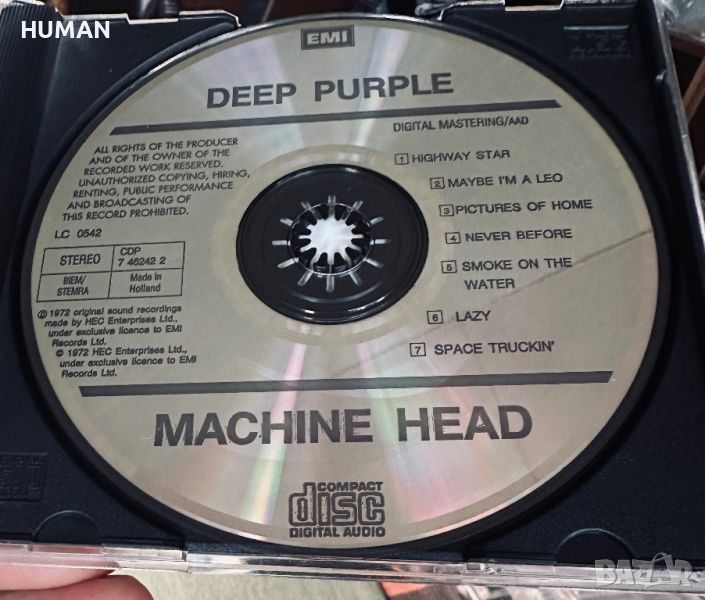 HUMAN
EMI
DEEP PURPLE
DIGITAL MASTERING/AAD
ALL RIGHTS OF THE PRODUCER
AND OF THE OWNER OF THE
RECORDED WORK RESERVED.
UNAUTHORIZED COPYING, HIRING,
RENTING, PUBLIC PERFORMANCE
AND BROADCASTING OF
THIS RECORD PROHIBITED.
LC 0542
STEREO
CDP
7 46242 2
BIEM/
STEMRA
Made in
Holland
℗ 1972 original sound recordings
made by HEC Enterprises Ltd.,
under exclusive licence to EMI
Records Ltd.
© 1972 HEC Enterprises Ltd.,
under exclusive licence to EMI
Records Ltd.
1 HIGHWAY STAR
2 MAYBE I'M A LEO
3 PICTURES OF HOME
4 NEVER BEFORE
5 SMOKE ON THE
WATER
6 LAZY
7 SPACE TRUCKIN'
MACHINE HEAD
COMPACT
disc
DIGITAL AUDIO
BAZAR